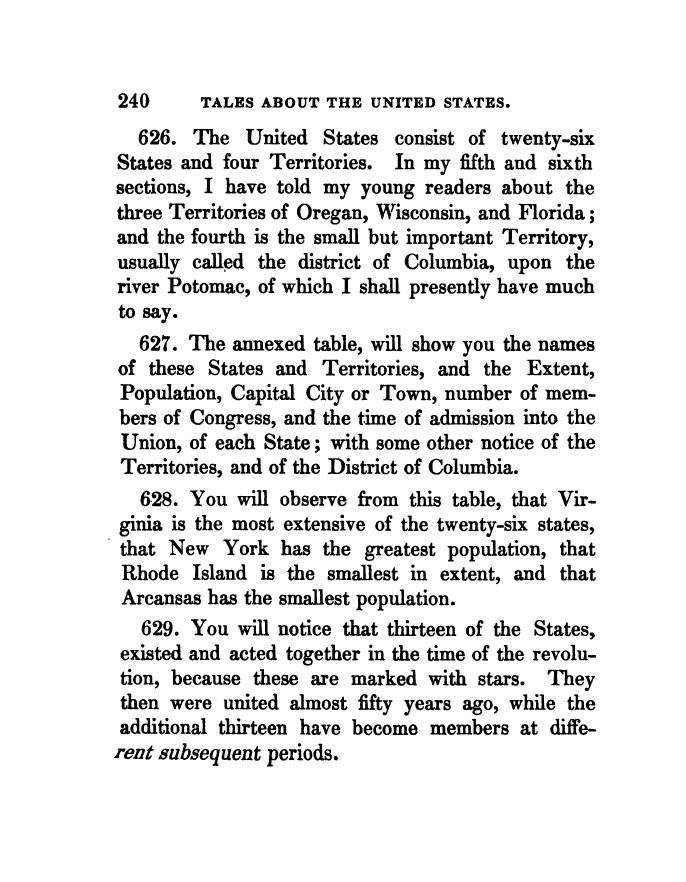 240 TALES ABOUT THE UNITED STATES.
626. The United States consist of twenty-six
States and four Territories. In my fifth and sixth
sections, I have told my young readers about the
three Territories of Oregan, Wisconsin, and Florida;
and the fourth is the small but important Territory,
usually called the district of Columbia, upon the
river Potomac, of which I shall presently have much
to say.
627. The annexed table, will show you the names
of these States and Territories, and the Extent,
Population, Capital City or Town, number of mem-
bers of Congress, and the time of admission into the
Union, of each State; with some other notice of the
Territories, and of the District of Columbia.
628. You will observe from this table, that Vir-
ginia is the most extensive of the twenty-six states,
that New York has the greatest population, that
Rhode Island is the smallest in extent, and that
Arcansas has the smallest population.
629. You will notice that thirteen of the States,
existed and acted together in the time of the revolu-
tion, because these are marked with stars. They
then were united almost fifty years ago, while the
additional thirteen have become members at diffe-
rent subsequent periods.